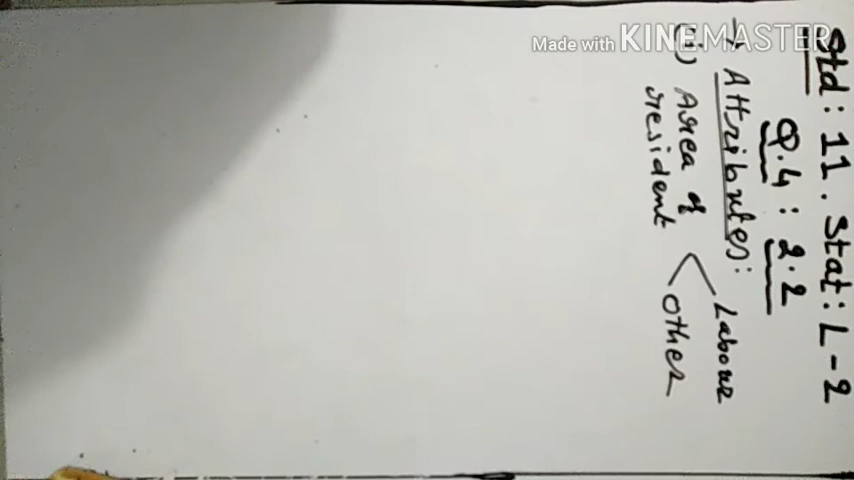 Made with KINEMASTER
Std : 11 . Stat : L-2
Q.4 : 2.2
→ Attributes :
(i) Area of resident < Labour
Other